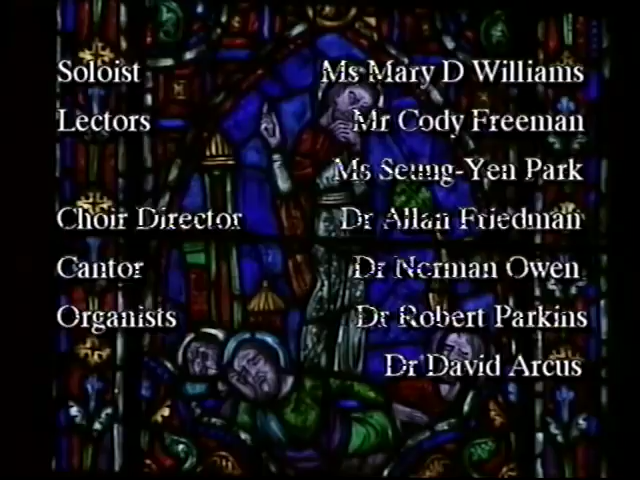 Soloist Ms Mary D Williams
Lectors Mr Cody Freeman
Ms Seung-Yen Park
Choir Director Dr Allan Friedman
Cantor Dr Norman Owen
Organists Dr Robert Parkins
Dr David Arcus